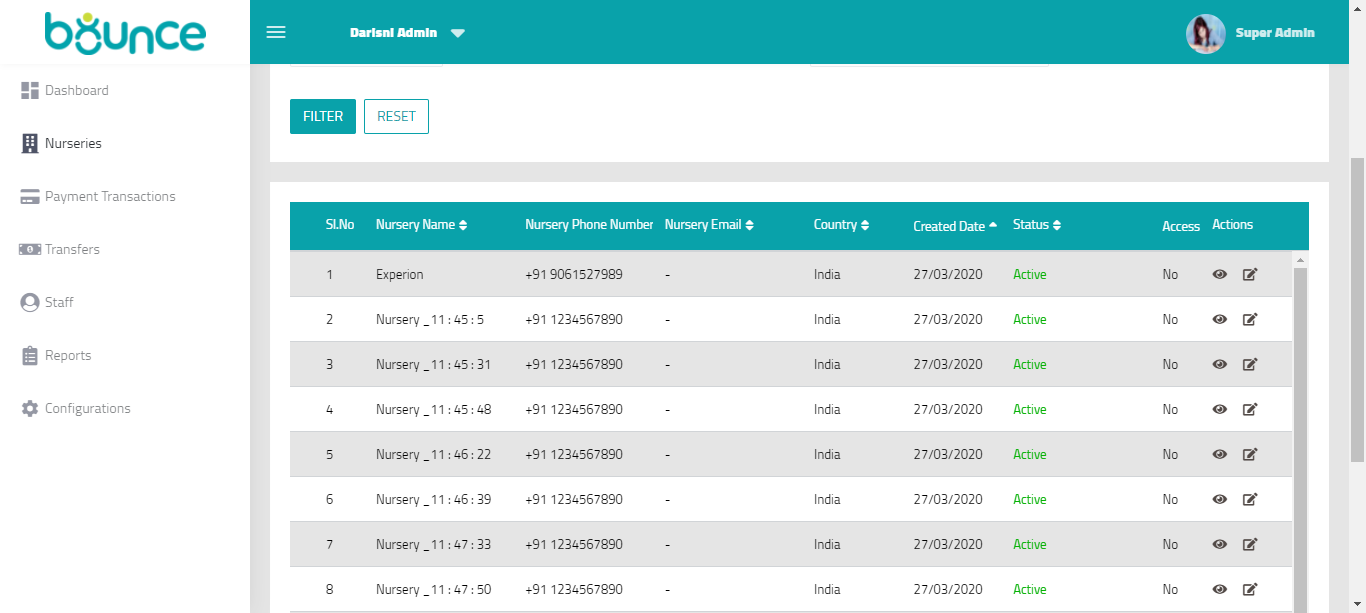 bounce
Darisni Admin
Super Admin
Dashboard
Nurseries
Payment Transactions
Transfers
Staff
Reports
Configurations
FILTER RESET
Sl.No Nursery Name Nursery Phone Number Nursery Email Country Created Date Status Access Actions
1 Experion +91 9061527989 - India 27/03/2020 Active No
2 Nursery _11 : 45 : 5 +91 1234567890 - India 27/03/2020 Active No
3 Nursery _11 : 45 : 31 +91 1234567890 - India 27/03/2020 Active No
4 Nursery _11 : 45 : 48 +91 1234567890 - India 27/03/2020 Active No
5 Nursery _11 : 46 : 22 +91 1234567890 - India 27/03/2020 Active No
6 Nursery _11 : 46 : 39 +91 1234567890 - India 27/03/2020 Active No
7 Nursery _11 : 47 : 33 +91 1234567890 - India 27/03/2020 Active No
8 Nursery _11 : 47 : 50 +91 1234567890 - India 27/03/2020 Active No